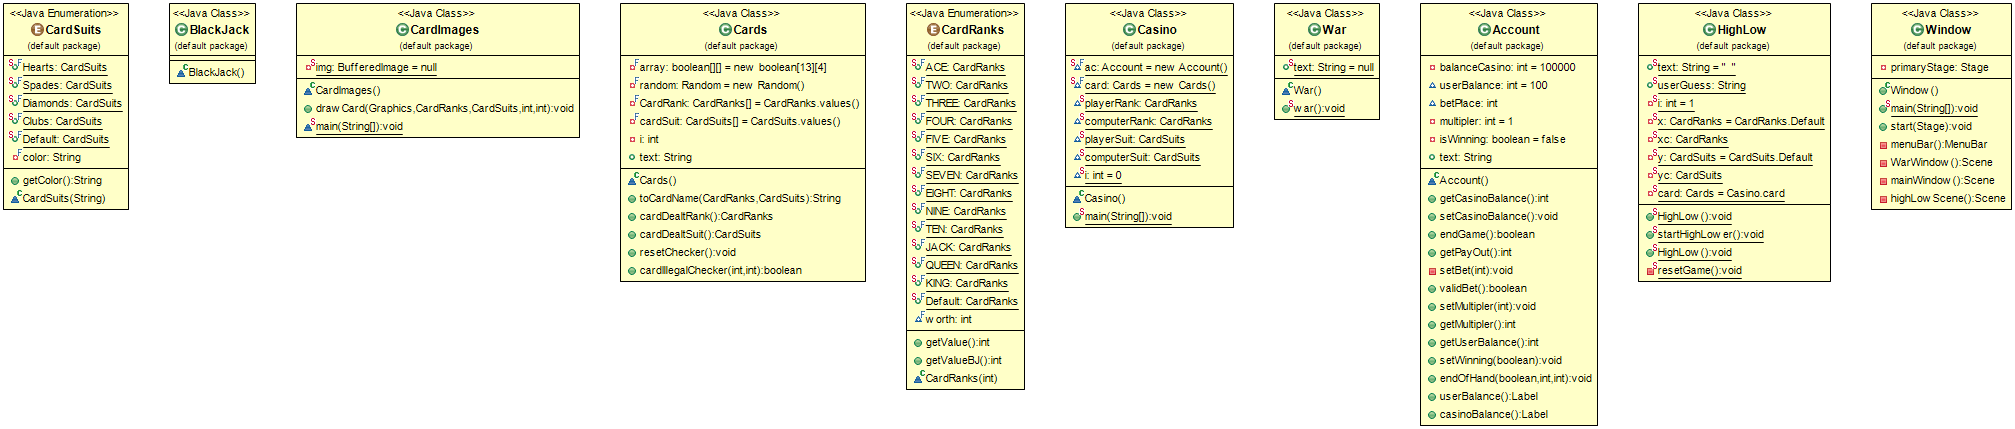 <<Java Enumeration>>
CardSuits
(default package)
Hearts: CardSuits
Spades: CardSuits
Diamonds: CardSuits
Clubs: CardSuits
Default: CardSuits
color: String
getColor():String
CardSuits(String)
<<Java Class>>
BlackJack
(default package)
BlackJack()
<<Java Class>>
CardImages
(default package)
img: BufferedImage = null
CardImages()
draw Card(Graphics,CardRanks,CardSuits,int,int):void
main(String[]):void
<<Java Class>>
Cards
(default package)
array: boolean[][] = new boolean[13][4]
random: Random = new Random()
CardRank: CardRanks[] = CardRanks.values()
cardSuit: CardSuits[] = CardSuits.values()
i: int
text: String
Cards()
toCardName(CardRanks,CardSuits):String
cardDealtRank():CardRanks
cardDealtSuit():CardSuits
resetChecker():void
cardIllegalChecker(int,int):boolean
<<Java Enumeration>>
CardRanks
(default package)
ACE: CardRanks
TWO: CardRanks
THREE: CardRanks
FOUR: CardRanks
FIVE: CardRanks
SIX: CardRanks
SEVEN: CardRanks
EIGHT: CardRanks
NINE: CardRanks
TEN: CardRanks
JACK: CardRanks
QUEEN: CardRanks
KING: CardRanks
Default: CardRanks
w orth: int
getValue():int
getValueBJ():int
CardRanks(int)
<<Java Class>>
Casino
(default package)
ac: Account = new Account()
card: Cards = new Cards()
playerRank: CardRanks
computerRank: CardRanks
playerSuit: CardSuits
computerSuit: CardSuits
i: int = 0
Casino()
main(String[]):void
<<Java Class>>
War
(default package)
text: String = null
War()
w ar():void
<<Java Class>>
Account
(default package)
balanceCasino: int = 100000
userBalance: int = 100
betPlace: int
multipler: int = 1
isWinning: boolean = false
text: String
Account()
getCasinoBalance():int
setCasinoBalance():void
endGame():boolean
getPayOut():int
setBet(int):void
validBet():boolean
setMultipler(int):void
getMultipler():int
getUserBalance():int
setWinning(boolean):void
endOfHand(boolean,int,int):void
userBalance():Label
casinoBalance():Label
<<Java Class>>
HighLow
(default package)
text: String = " "
userGuess: String
i: int = 1
x: CardRanks = CardRanks.Default
xc: CardRanks
y: CardSuits = CardSuits.Default
yc: CardSuits
card: Cards = Casino.card
HighLow ():void
startHighLow er():void
HighLow ():void
resetGame():void
<<Java Class>>
Window
(default package)
primaryStage: Stage
Window ()
main(String[]):void
start(Stage):void
menuBar():MenuBar
WarWindow ():Scene
mainWindow ():Scene
highLow Scene():Scene